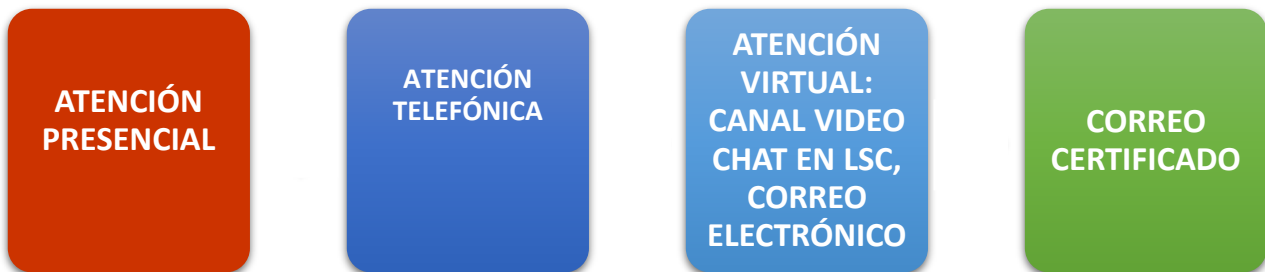 ATENCIÓN
PRESENCIAL
ATENCIÓN
TELEFÓNICA
ATENCIÓN
VIRTUAL:
CANAL VIDEO
CHAT EN LSC,
CORREO
ELECTRÓNICO
CORREO
CERTIFICADO